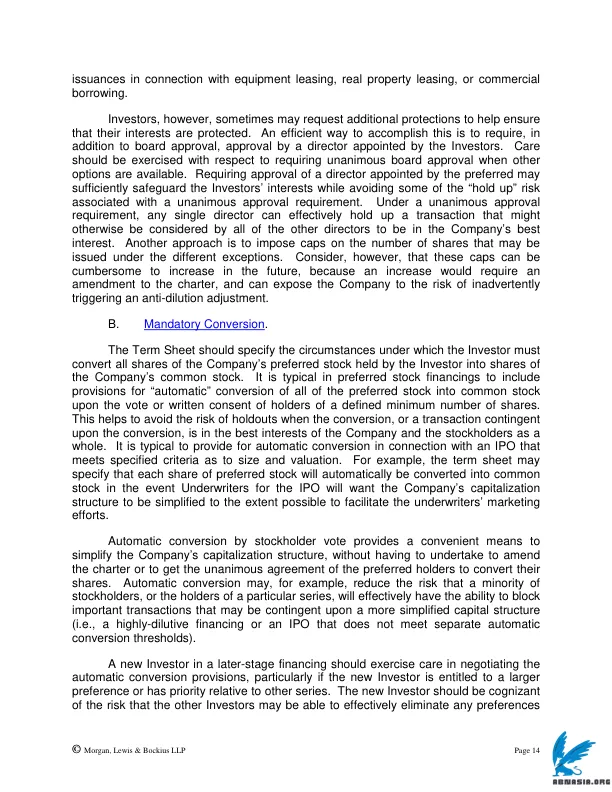 issuances in connection with equipment leasing, real property leasing, or commercial
borrowing.
Investors, however, sometimes may request additional protections to help ensure
that their interests are protected. An efficient way to accomplish this is to require, in
addition to board approval, approval by a director appointed by the Investors. Care
should be exercised with respect to requiring unanimous board approval when other
options are available. Requiring approval of a director appointed by the preferred may
sufficiently safeguard the Investors' interests while avoiding some of the “hold up” risk
associated with a unanimous approval requirement. Under a unanimous approval
requirement, any single director can effectively hold up a transaction that might
otherwise be considered by all of the other directors to be in the Company's best
interest. Another approach is to impose caps on the number of shares that may be
issued under the different exceptions. Consider, however, that these caps can be
cumbersome to increase in the future, because an increase would require an
amendment to the charter, and can expose the Company to the risk of inadvertently
triggering an anti-dilution adjustment.
B. Mandatory Conversion.
The Term Sheet should specify the circumstances under which the Investor must
convert all shares of the Company's preferred stock held by the Investor into shares of
the Company's common stock. It is typical in preferred stock financings to include
provisions for “automatic” conversion of all of the preferred stock into common stock
upon the vote or written consent of holders of a defined minimum number of shares.
This helps to avoid the risk of holdouts when the conversion, or a transaction contingent
upon the conversion, is in the best interests of the Company and the stockholders as a
whole. It is typical to provide for automatic conversion in connection with an IPO that
meets specified criteria as to size and valuation. For example, the term sheet may
specify that each share of preferred stock will automatically be converted into common
stock in the event Underwriters for the IPO will want the Company's capitalization
structure to be simplified to the extent possible to facilitate the underwriters' marketing
efforts.
Automatic conversion by stockholder vote provides a convenient means to
simplify the Company's capitalization structure, without having to undertake to amend
the charter or to get the unanimous agreement of the preferred holders to convert their
shares. Automatic conversion may, for example, reduce the risk that a minority of
stockholders, or the holders of a particular series, will effectively have the ability to block
important transactions that may be contingent upon a more simplified capital structure
(i.e., a highly-dilutive financing or an IPO that does not meet separate automatic
conversion thresholds).
A new Investor in a later-stage financing should exercise care in negotiating the
automatic conversion provisions, particularly if the new Investor is entitled to a larger
preference or has priority relative to other series. The new Investor should be cognizant
of the risk that the other Investors may be able to effectively eliminate any preferences
© Morgan, Lewis & Bockius LLP Page 14
ABNASIA.ORG